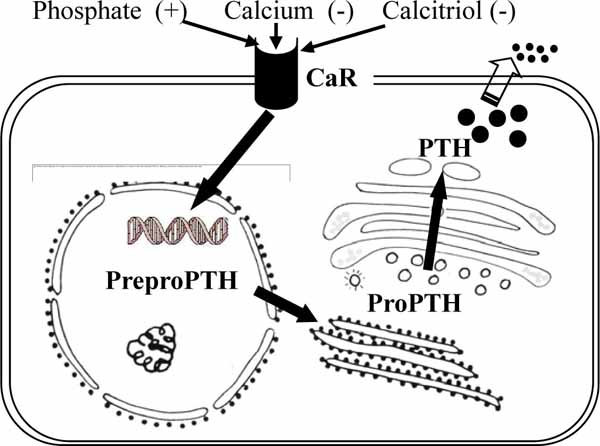 Phosphate (+) Calcium (-) Calcitriol (-)
CaR
PTH
PreproPTH
ProPTH